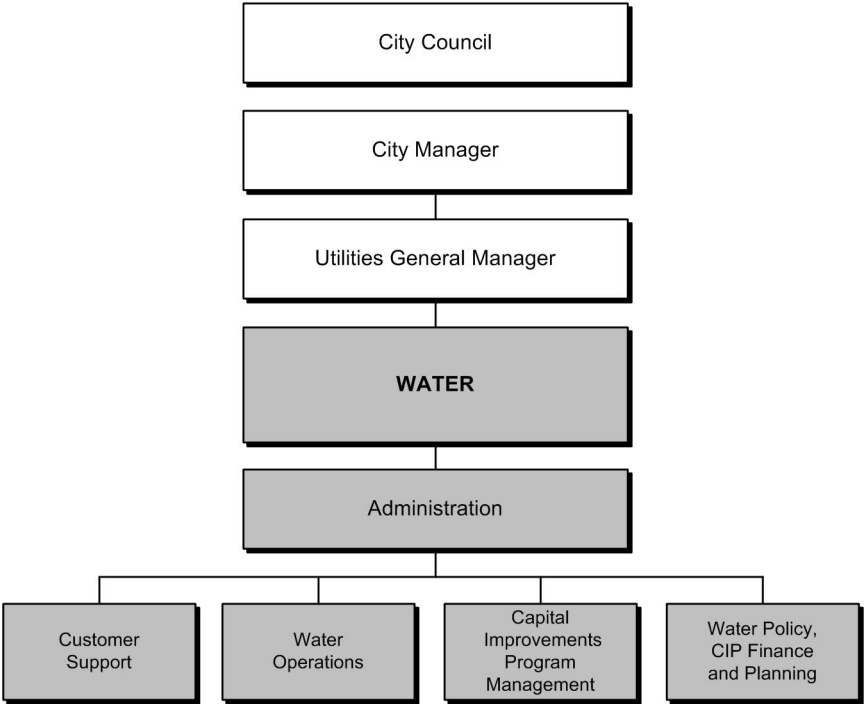 City Council
City Manager
Utilities General Manager
WATER
Administration
Customer
Support
Water
Operations
Capital
Improvements
Program
Management
Water Policy,
CIP Finance
and Planning